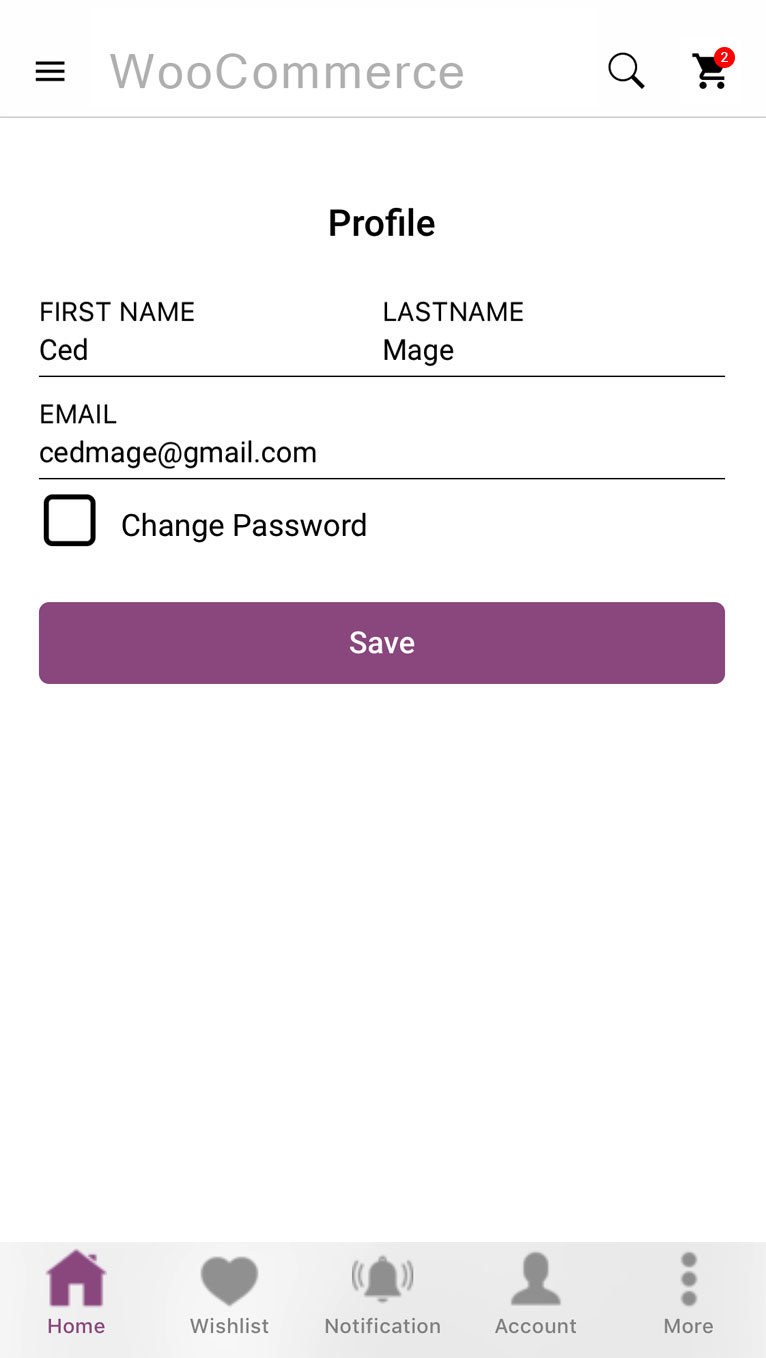 WooCommerce 2
Profile
FIRST NAME LASTNAME
Ced Mage
EMAIL
cedmage@gmail.com
Change Password
Save
Home Wishlist Notification Account More